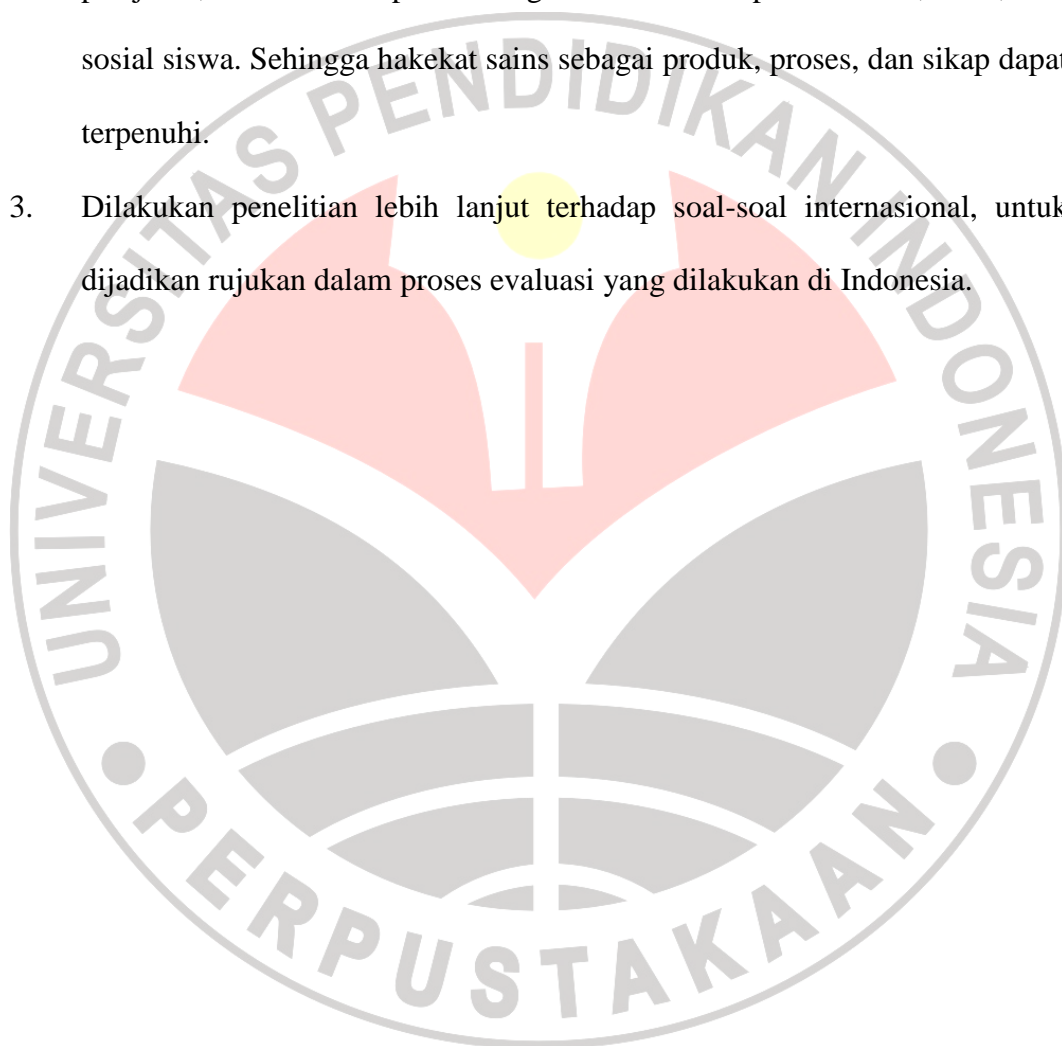 sosial siswa. Sehingga hakekat sains sebagai produk, proses, dan sikap dapat
terpenuhi.
3. Dilakukan penelitian lebih lanjut terhadap soal-soal internasional, untuk
dijadikan rujukan dalam proses evaluasi yang dilakukan di Indonesia.
UNIVERSITAS PENDIDIKAN INDONESIA
PERPUSTAKAAN